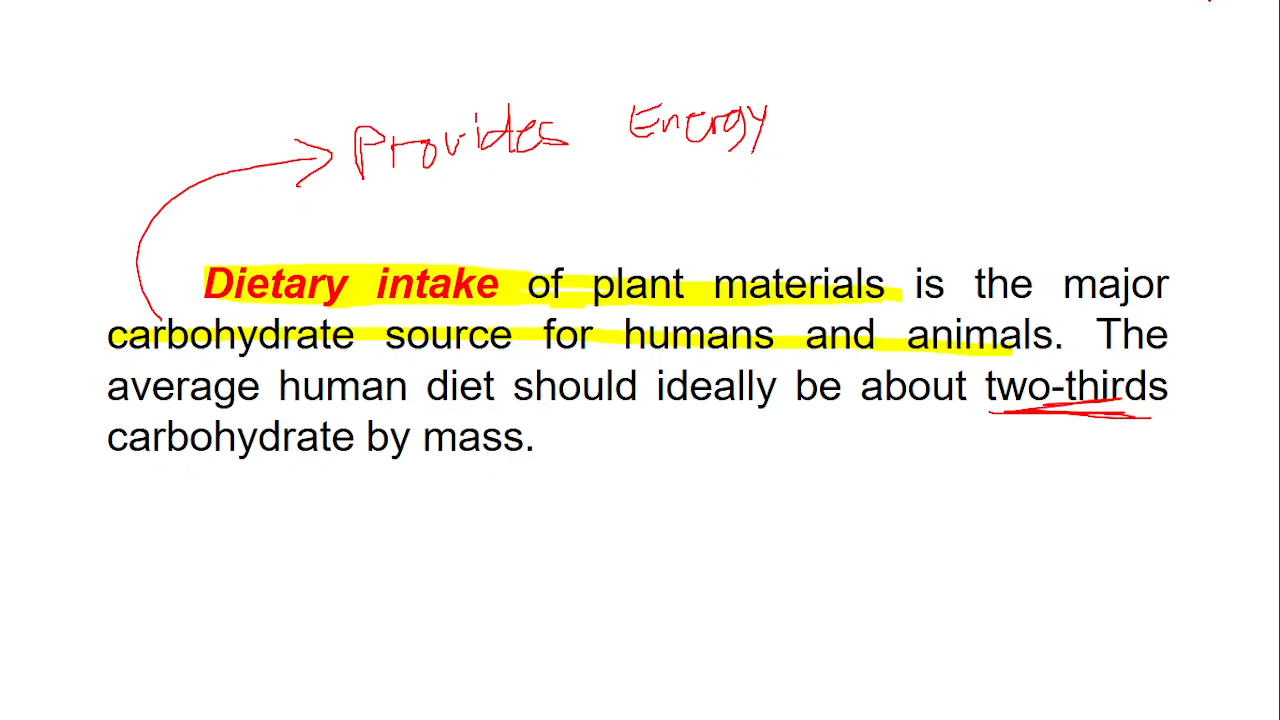 Provides Energy
Dietary intake of plant materials is the major
carbohydrate source for humans and animals. The
average human diet should ideally be about two-thirds
carbohydrate by mass.